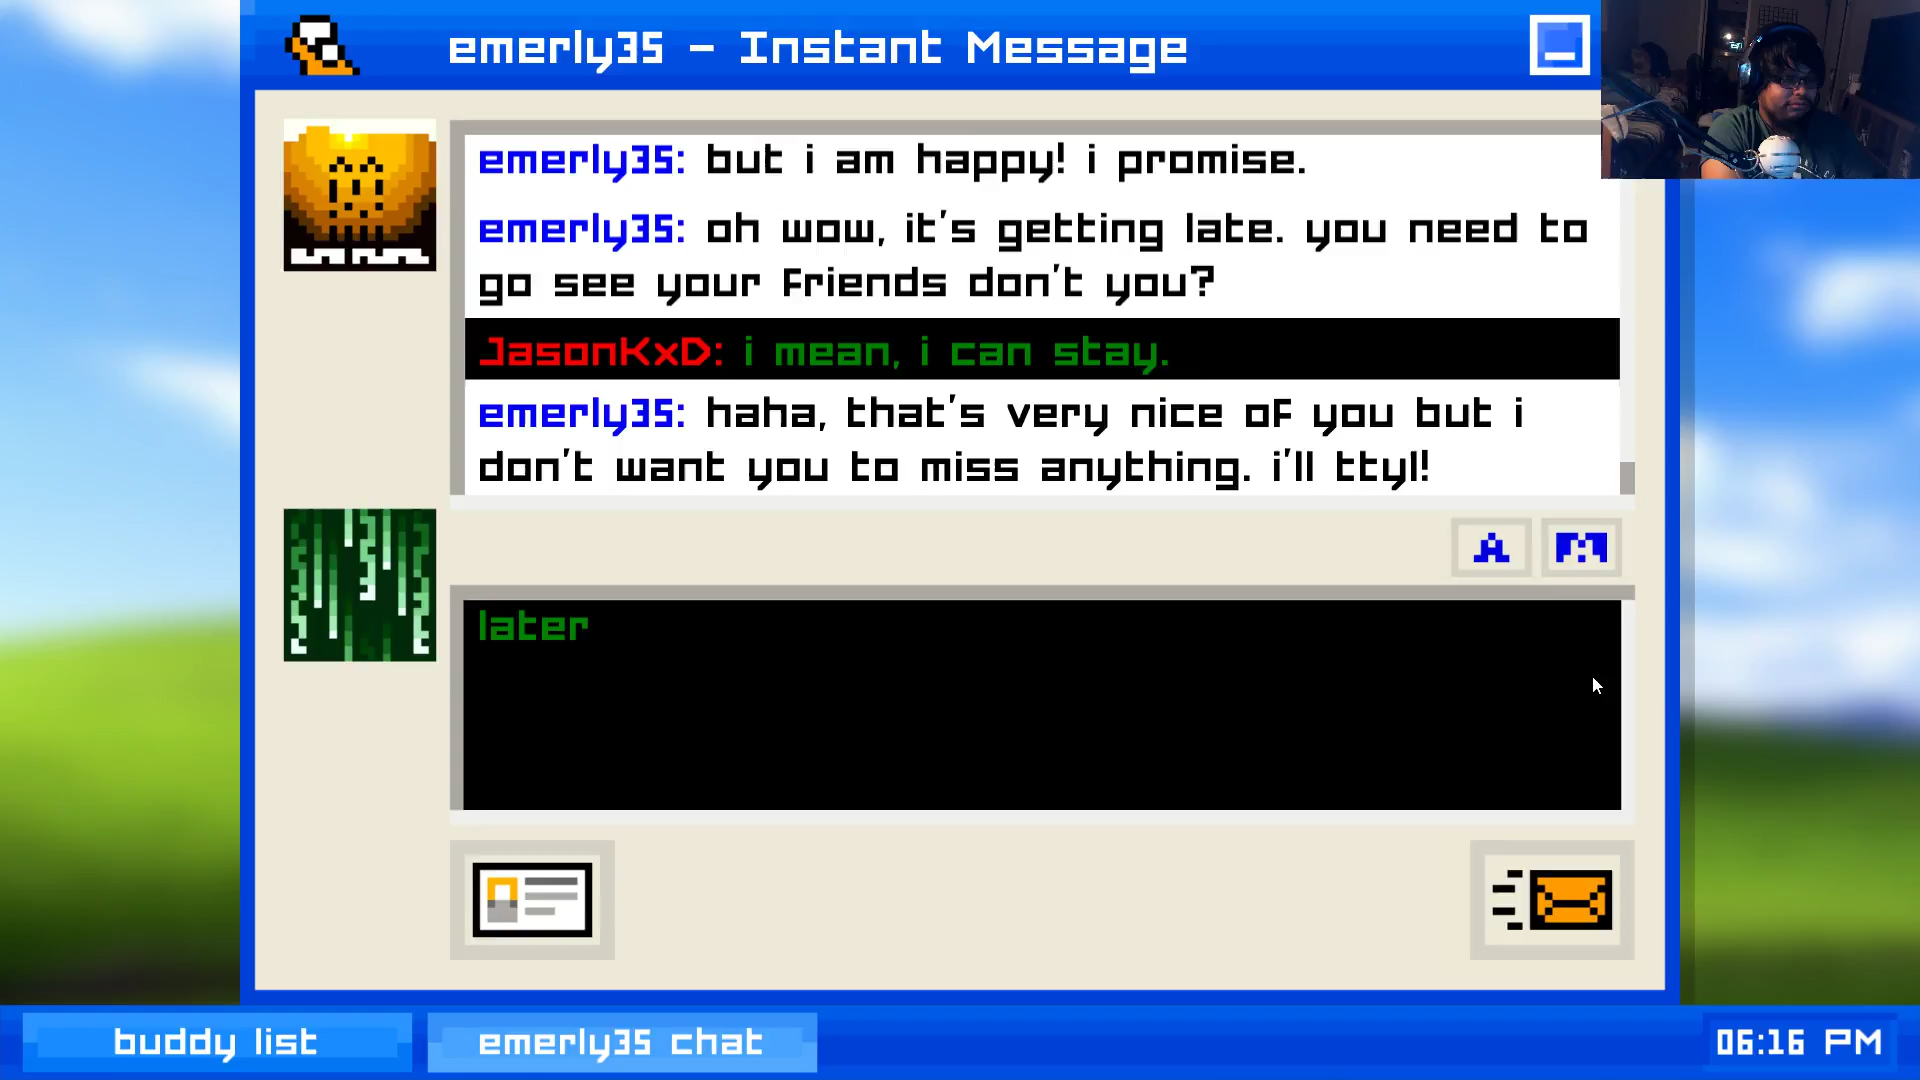 emerly35 - Instant Message
emerly35: but i am happy! i promise.
emerly35: oh wow, it's getting late. you need to
go see your friends don't you?
JasonKxD: i mean, i can stay.
emerly35: haha, that's very nice of you but i
don't want you to miss anything. i'll ttyl!
A
later
buddy list
emerly35 chat
06:16 PM